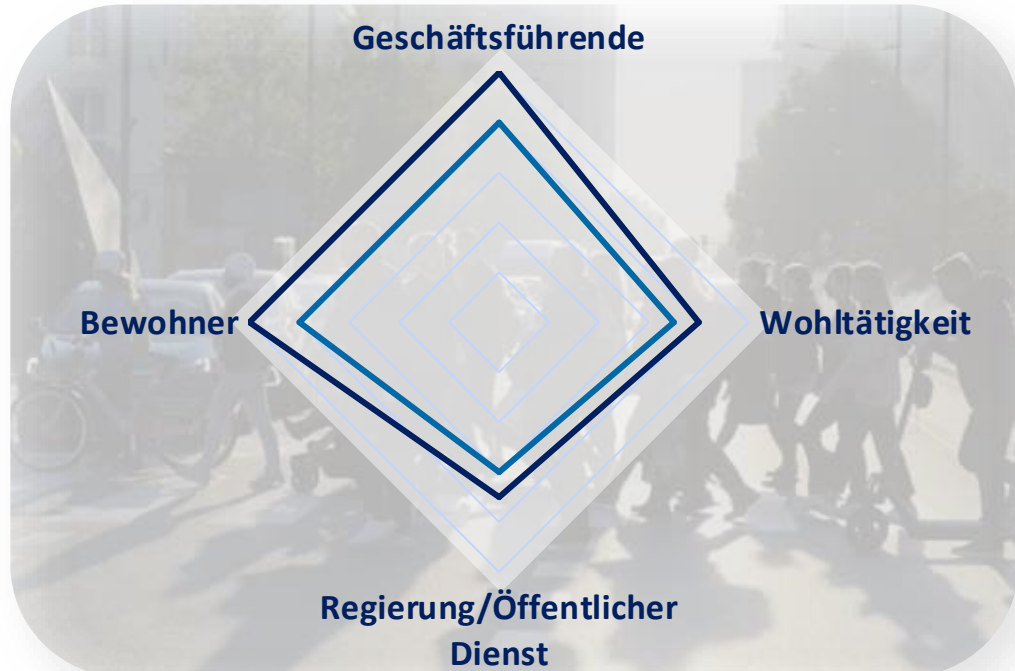 Geschäftsführende
Bewohner
Wohltätigkeit
Regierung/Öffentlicher
Dienst